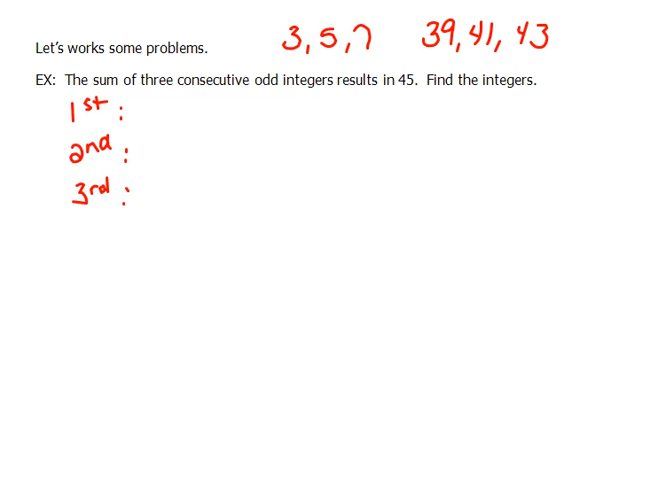 3, 5, 7 39, 41, 43
Let's works some problems.
EX: The sum of three consecutive odd integers results in 45. Find the integers.
1st :
2nd :
3rd :